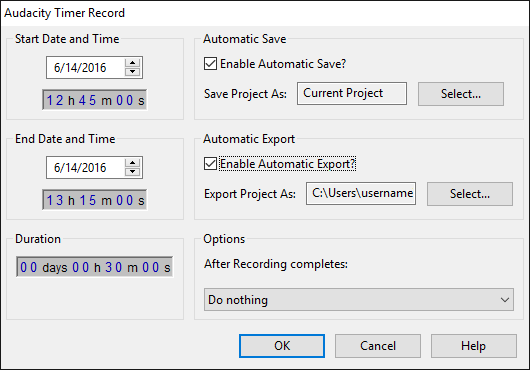 Audacity Timer Record
Start Date and Time
6/14/2016
12 h 45 m 00 s
End Date and Time
6/14/2016
13 h 15 m 00 s
Duration
00 days 00 h 30 m 00 s
Automatic Save
Enable Automatic Save?
Save Project As: Current Project Select...
Automatic Export
Enable Automatic Export?
Export Project As: C:\Users\username Select...
Options
After Recording completes:
Do nothing
OK Cancel Help